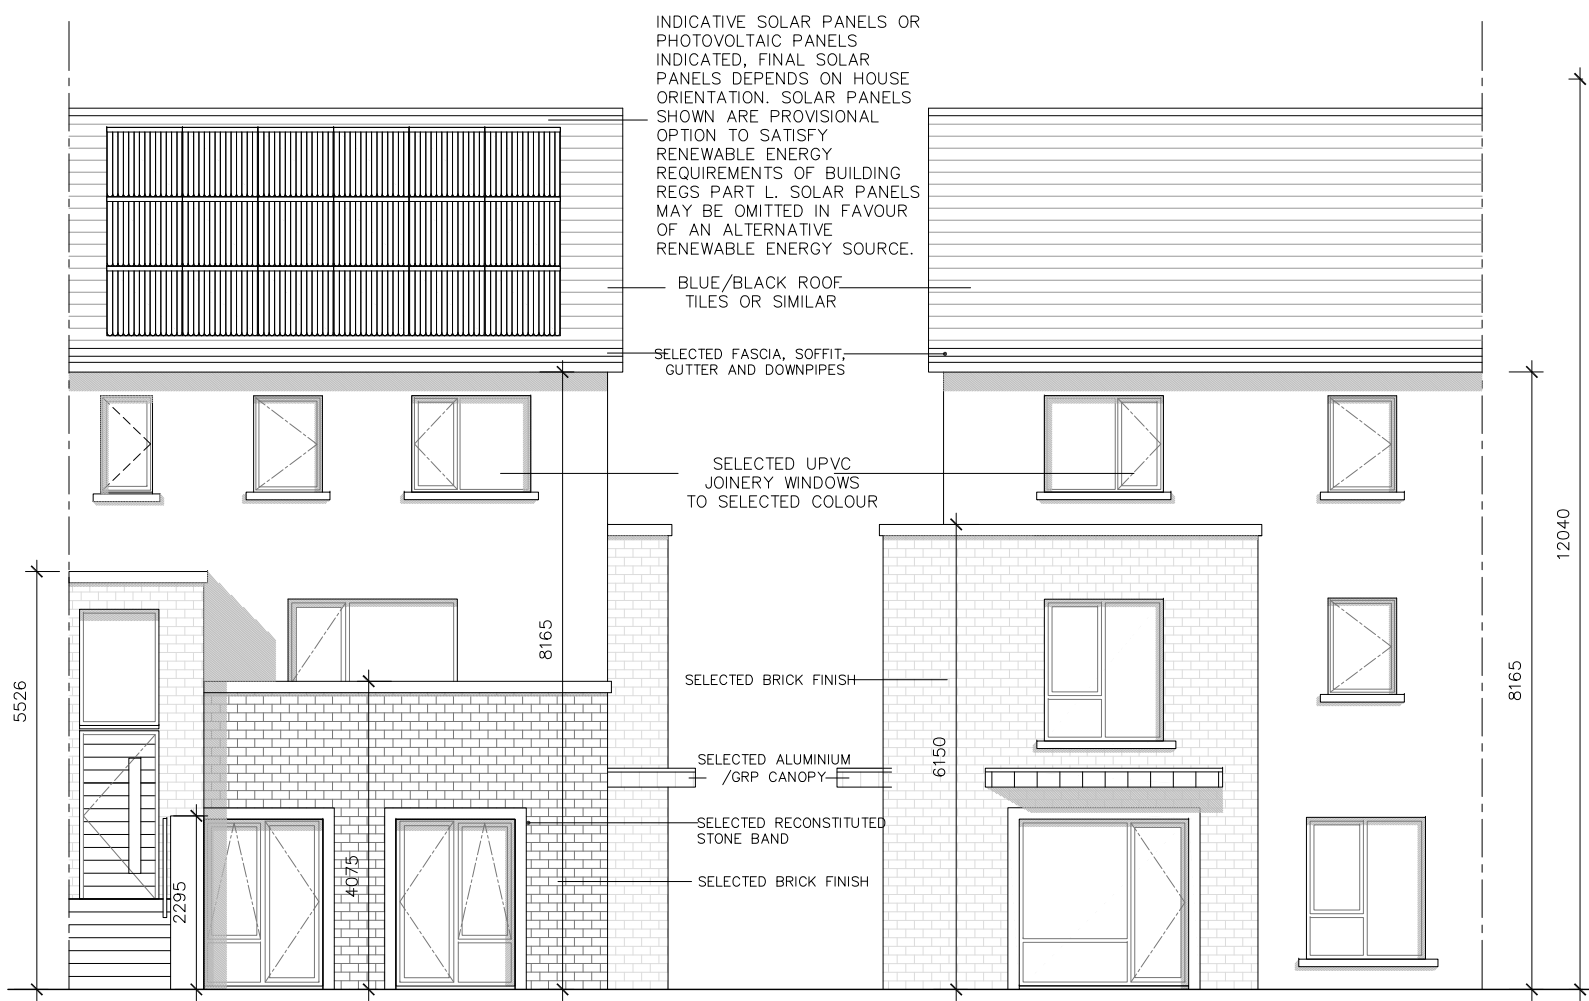 INDICATIVE SOLAR PANELS OR
PHOTOVOLTAIC PANELS
INDICATED, FINAL SOLAR
PANELS DEPENDS ON HOUSE
ORIENTATION. SOLAR PANELS
SHOWN ARE PROVISIONAL
OPTION TO SATISFY
RENEWABLE ENERGY
REQUIREMENTS OF BUILDING
REGS PART L. SOLAR PANELS
MAY BE OMITTED IN FAVOUR
OF AN ALTERNATIVE
RENEWABLE ENERGY SOURCE.
BLUE/BLACK ROOF
TILES OR SIMILAR
SELECTED FASCIA, SOFFIT,
GUTTER AND DOWNPIPES
SELECTED UPVC
JOINERY WINDOWS
TO SELECTED COLOUR
SELECTED BRICK FINISH
SELECTED ALUMINIUM
/GRP CANOPY
SELECTED RECONSTITUTED
STONE BAND
SELECTED BRICK FINISH
5526
2295
4075
8165
6150
8165
12040